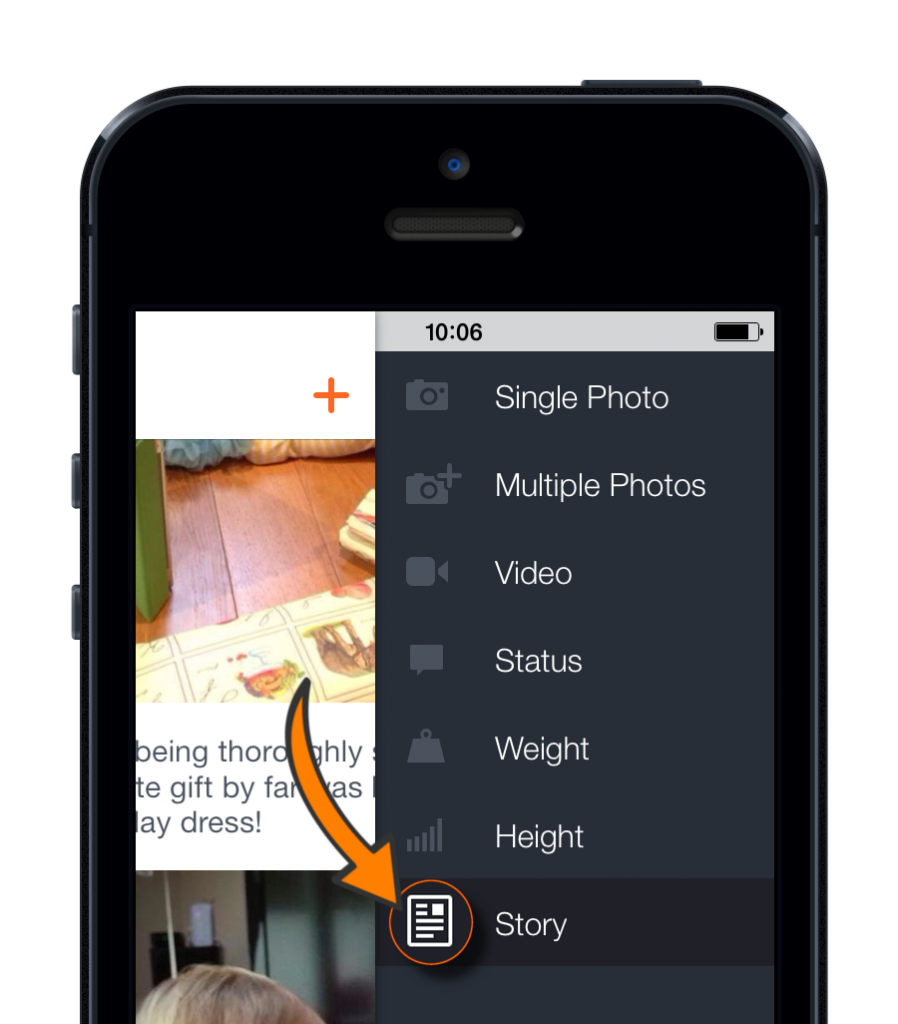 10:06
Single Photo
Multiple Photos
Video
Status
Weight
Height
Story
being thoroughly
te gift by far was
lay dress!